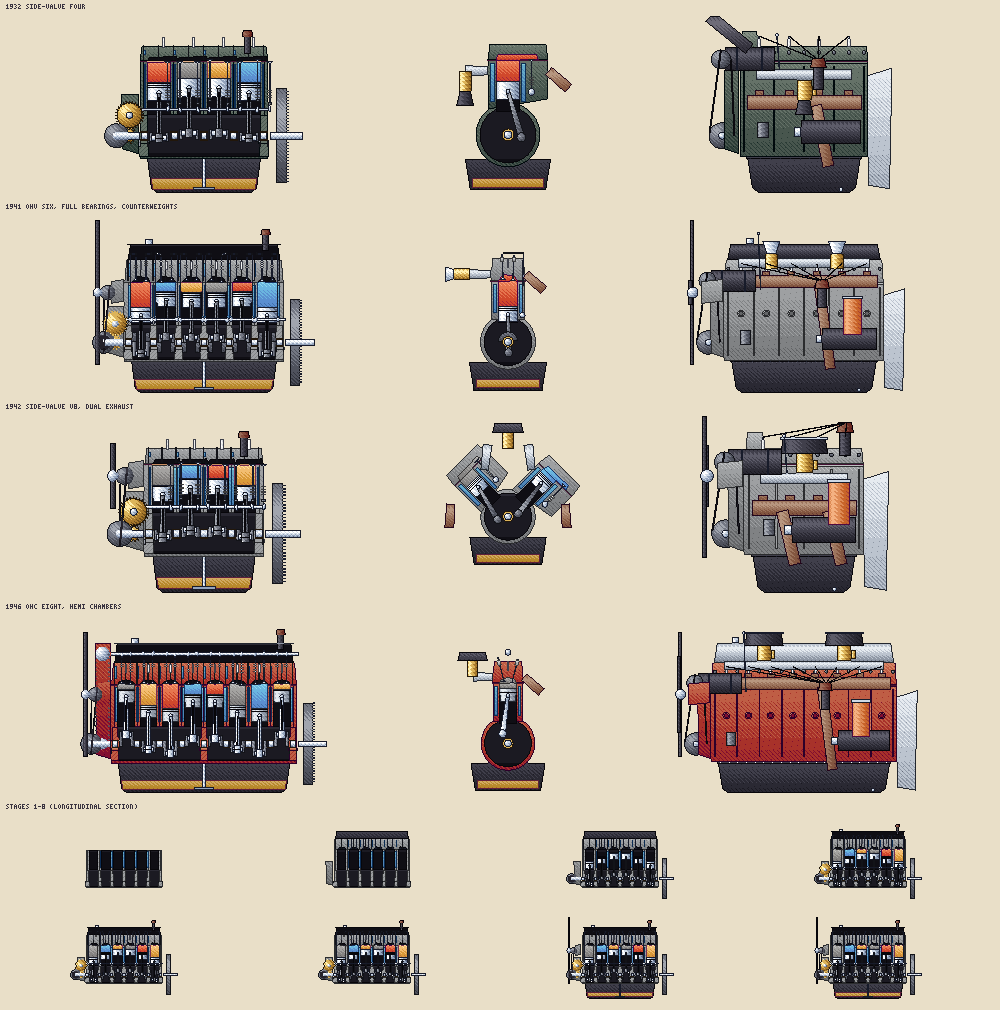 1932 SIDE-VALVE FOUR
1941 OHV SIX, FULL BEARINGS, COUNTERWEIGHTS
1942 SIDE-VALVE V8, DUAL EXHAUST
1946 OHC EIGHT, HEMI CHAMBERS
STAGES 1-8 (LONGITUDINAL SECTION)